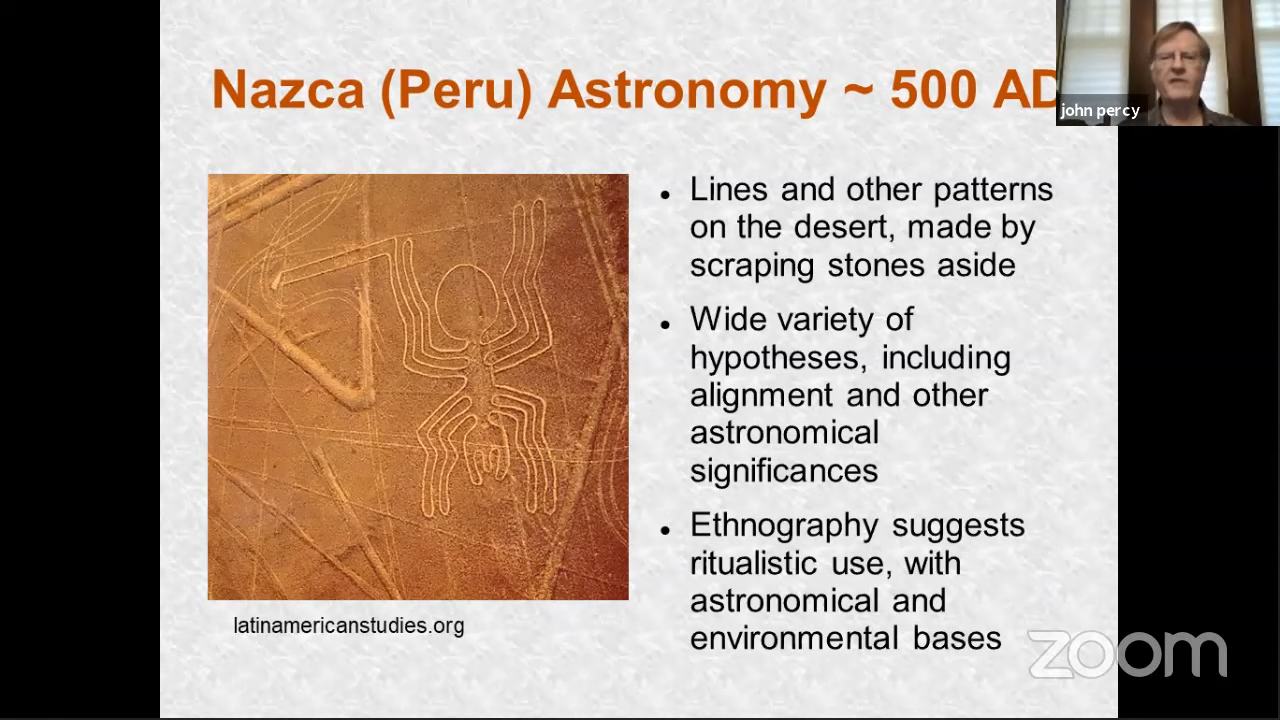 Nazca (Peru) Astronomy ~ 500 AD
john percy
Lines and other patterns
on the desert, made by
scraping stones aside
Wide variety of
hypotheses, including
alignment and other
astronomical
significances
Ethnography suggests
ritualistic use, with
astronomical and
environmental bases
latinamericanstudies.org
zoom